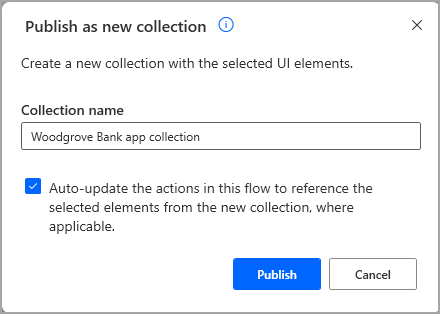 Publish as new collection
Create a new collection with the selected UI elements.
Collection name
Woodgrove Bank app collection
Auto-update the actions in this flow to reference the
selected elements from the new collection, where
applicable.
Publish
Cancel